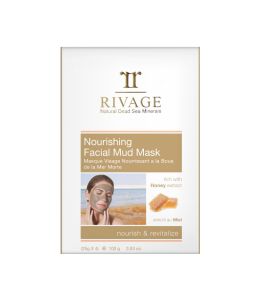 RIVAGE
Natural Dead Sea Minerals
Nourishing
Facial Mud Mask
Masque Visage Nourrissant a la Boue
de la Mer Morte
rich with
Honey extract
enrichi au Miel
nourish & revitalize